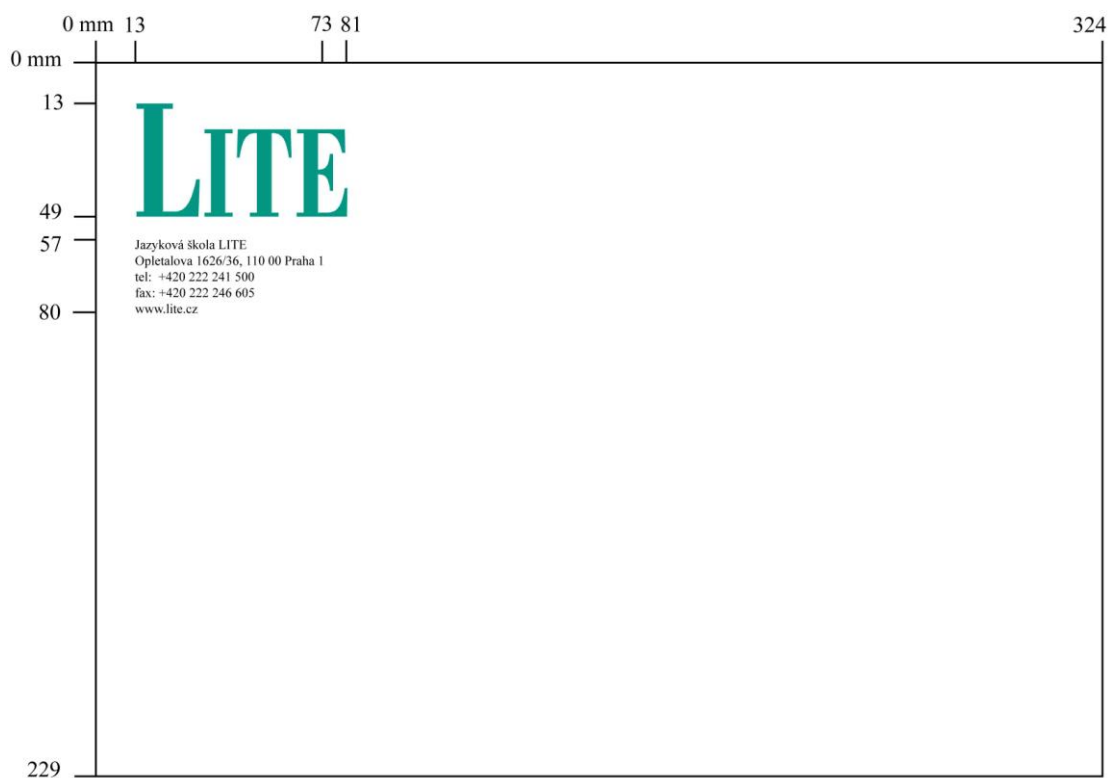 0 mm 13 73 81 324
0 mm
13
LITE
49
57
Jazyková škola LITE
Opletalova 1626/36, 110 00 Praha 1
tel: +420 222 241 500
fax: +420 222 246 605
www.lite.cz
80
229